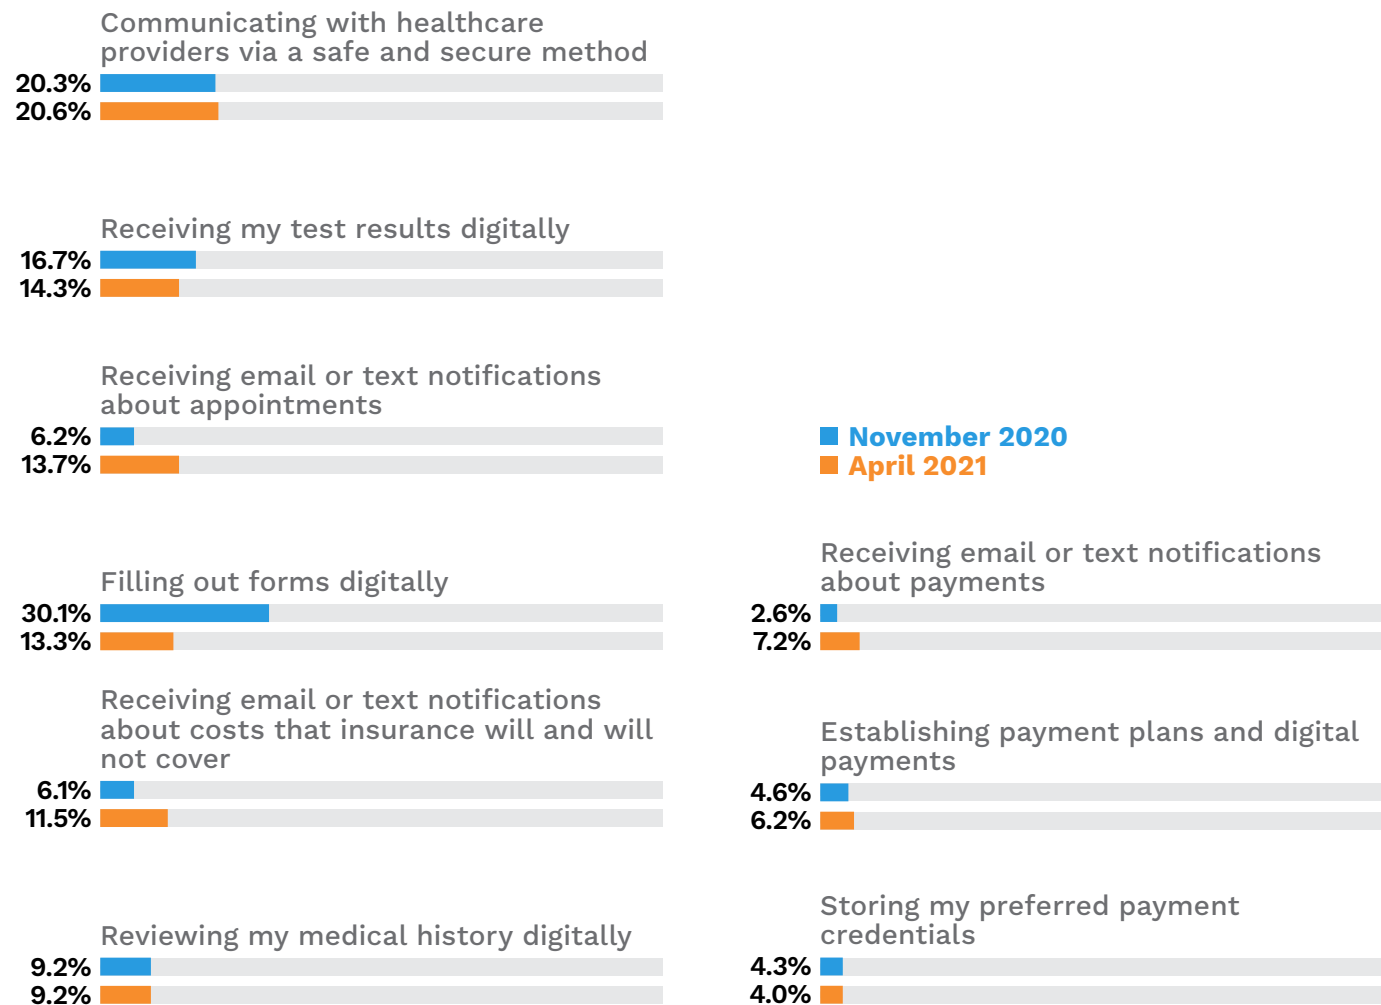 Communicating with healthcare
providers via a safe and secure method
20.3%
20.6%
Receiving my test results digitally
16.7%
14.3%
Receiving email or text notifications
about appointments
6.2%
13.7%
Filling out forms digitally
30.1%
13.3%
Receiving email or text notifications
about costs that insurance will and will
not cover
6.1%
11.5%
Reviewing my medical history digitally
9.2%
9.2%
November 2020
April 2021
Receiving email or text notifications
about payments
2.6%
7.2%
Establishing payment plans and digital
payments
4.6%
6.2%
Storing my preferred payment
credentials
4.3%
4.0%